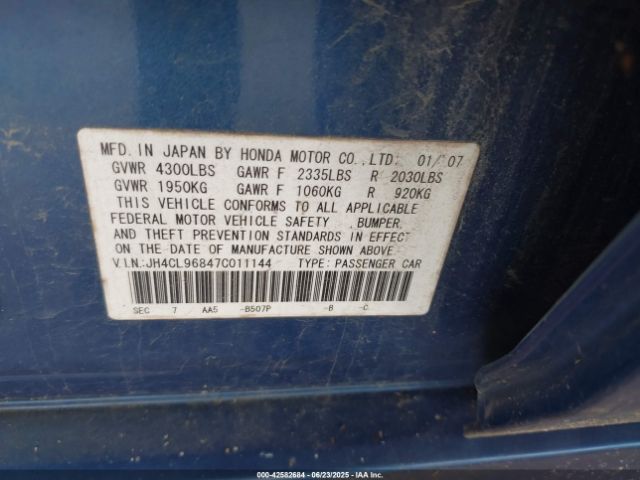 MFD. IN JAPAN BY HONDA MOTOR CO., LTD. 01/'07
GVWR 4300LBS GAWR F 2335LBS R 2030LBS
GVWR 1950KG GAWR F 1060KG R 920KG
THIS VEHICLE CONFORMS TO ALL APPLICABLE
FEDERAL MOTOR VEHICLE SAFETY, BUMPER,
AND THEFT PREVENTION STANDARDS IN EFFECT
ON THE DATE OF MANUFACTURE SHOWN ABOVE.
V.I.N.:JH4CL96847C011144 TYPE: PASSENGER CAR
SEC 7 AA5 -B507P -B -C
000-42582684 - 06/23/2025 - IAA Inc.